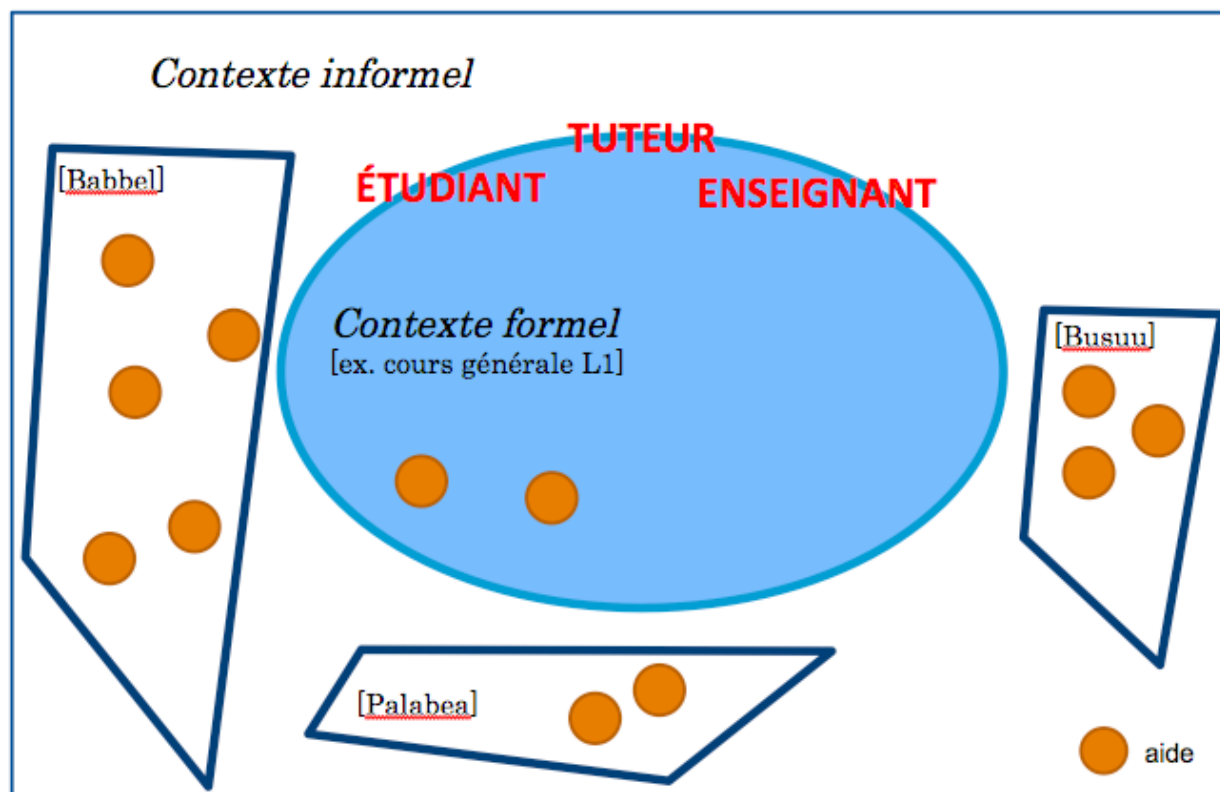 Contexte informel
TUTEUR
[Babbel]
ÉTUDIANT
ENSEIGNANT
Contexte formel
[ex. cours générale L1]
[Busuu]
[Palabea]
aide